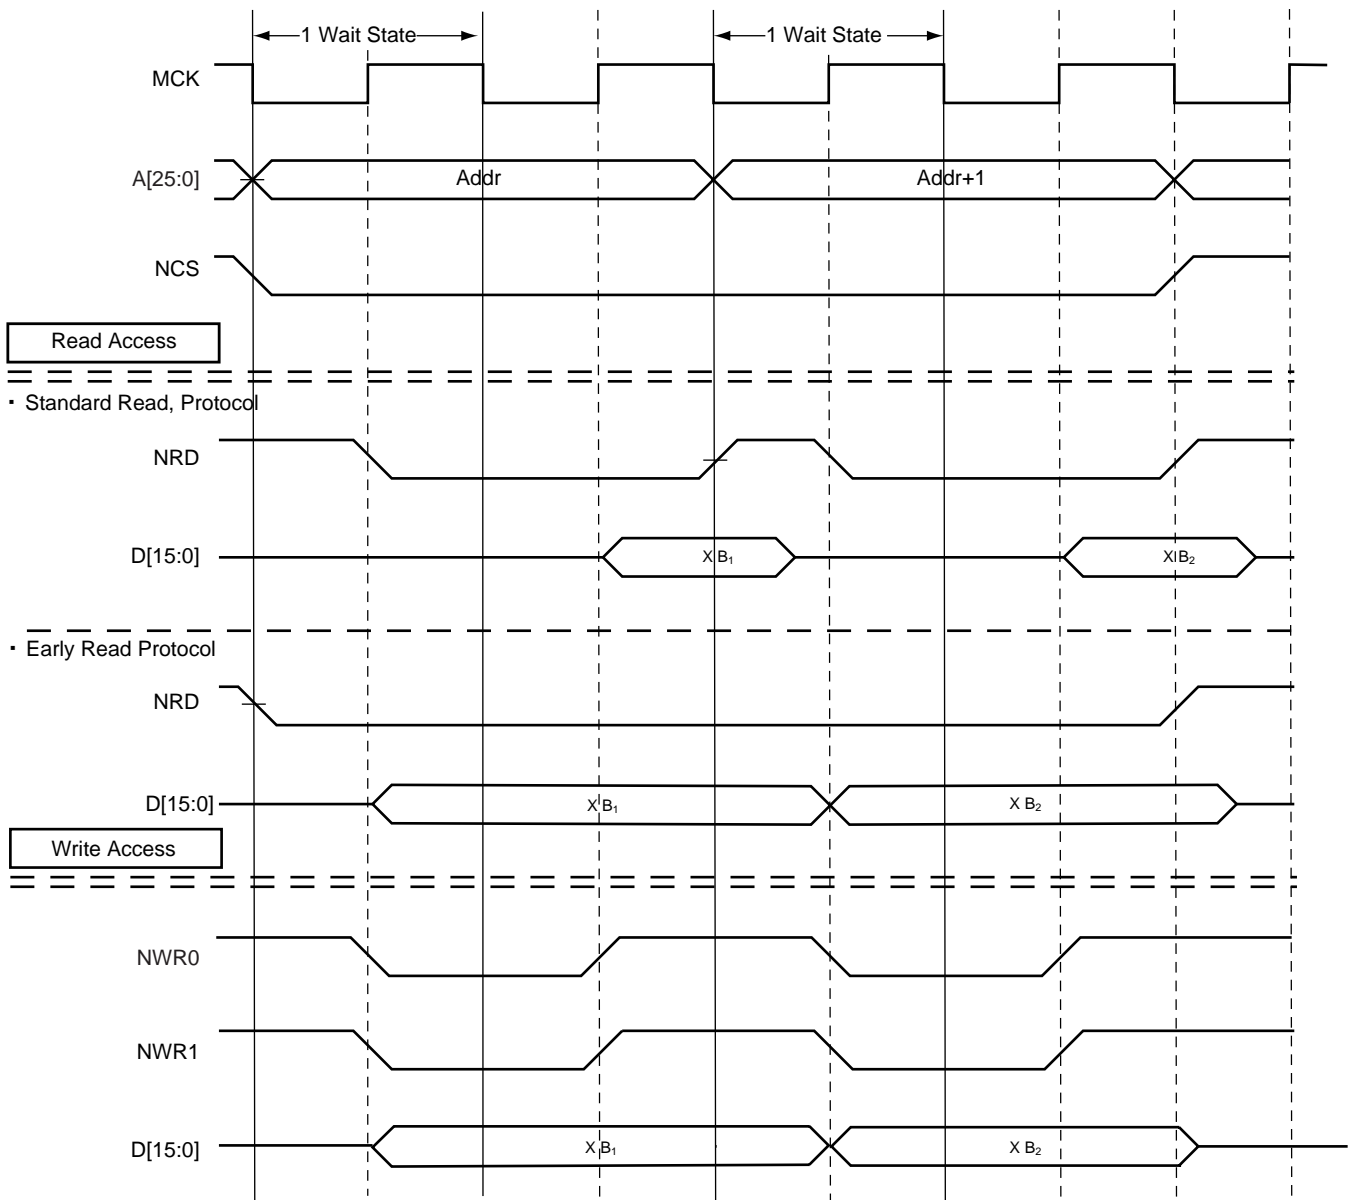 1 Wait State 1 Wait State
MCK
A[25:0] Addr Addr+1
NCS
Read Access
· Standard Read, Protocol
NRD
D[15:0] X B₁ X B₂
· Early Read Protocol
NRD
D[15:0] X B₁ X B₂
Write Access
NWR0
NWR1
D[15:0] X B₁ X B₂